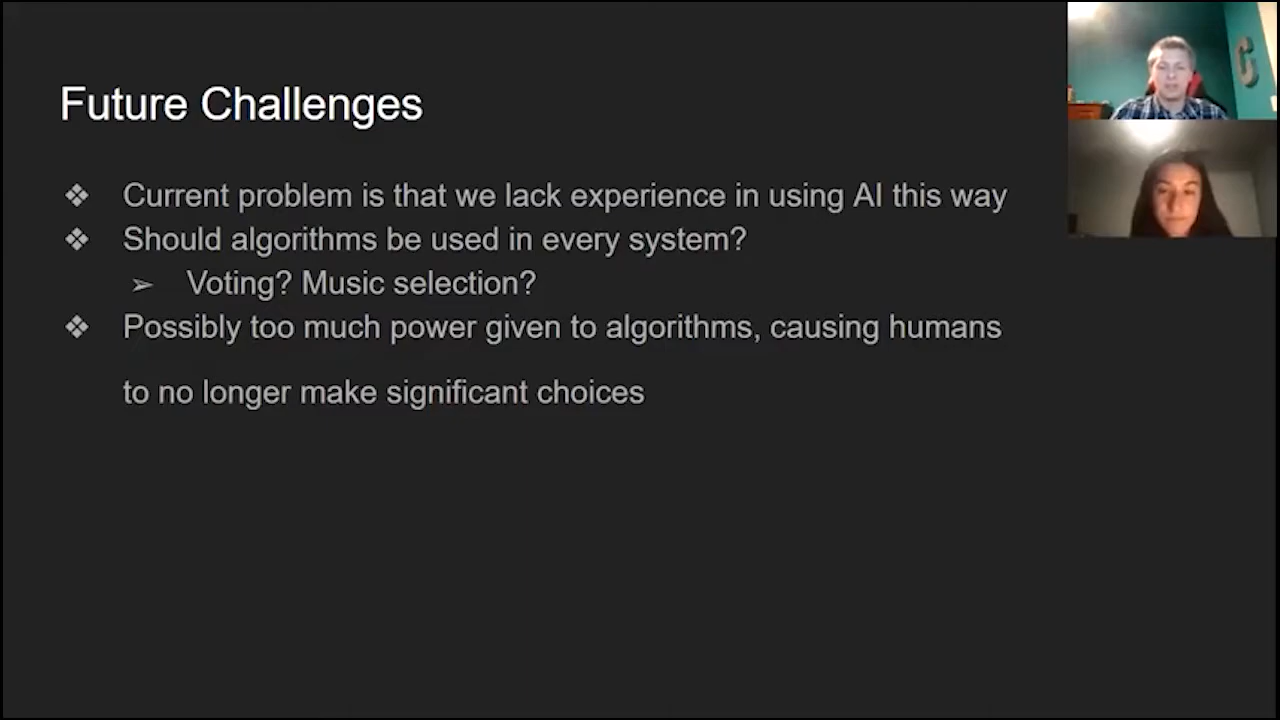 Future Challenges
❖ Current problem is that we lack experience in using AI this way
❖ Should algorithms be used in every system?
➢ Voting? Music selection?
❖ Possibly too much power given to algorithms, causing humans
to no longer make significant choices
C